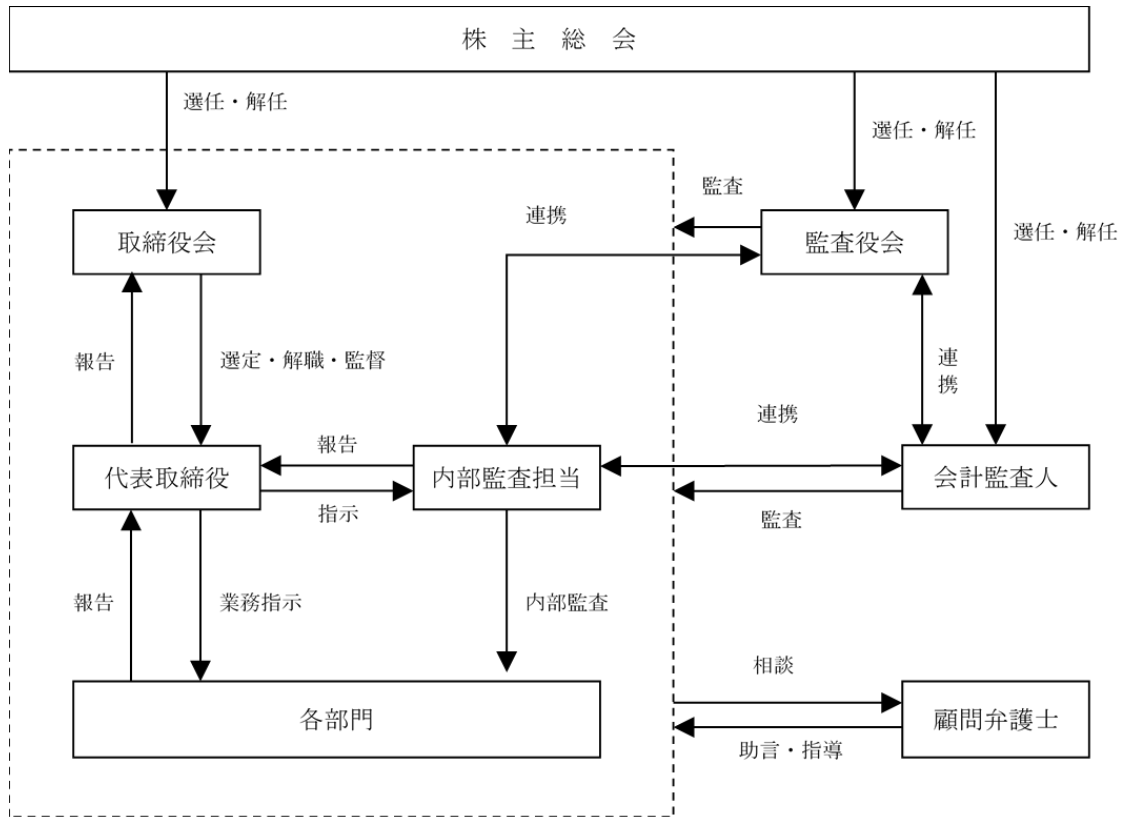 株 主 総 会
選任・解任
選任・解任
監査
連携
選任・解任
取締役会
監査役会
報告
選定・解職・監督
連
携
連携
報告
代表取締役
内部監査担当
会計監査人
指示
監査
報告
業務指示
内部監査
相談
各部門
顧問弁護士
助言・指導